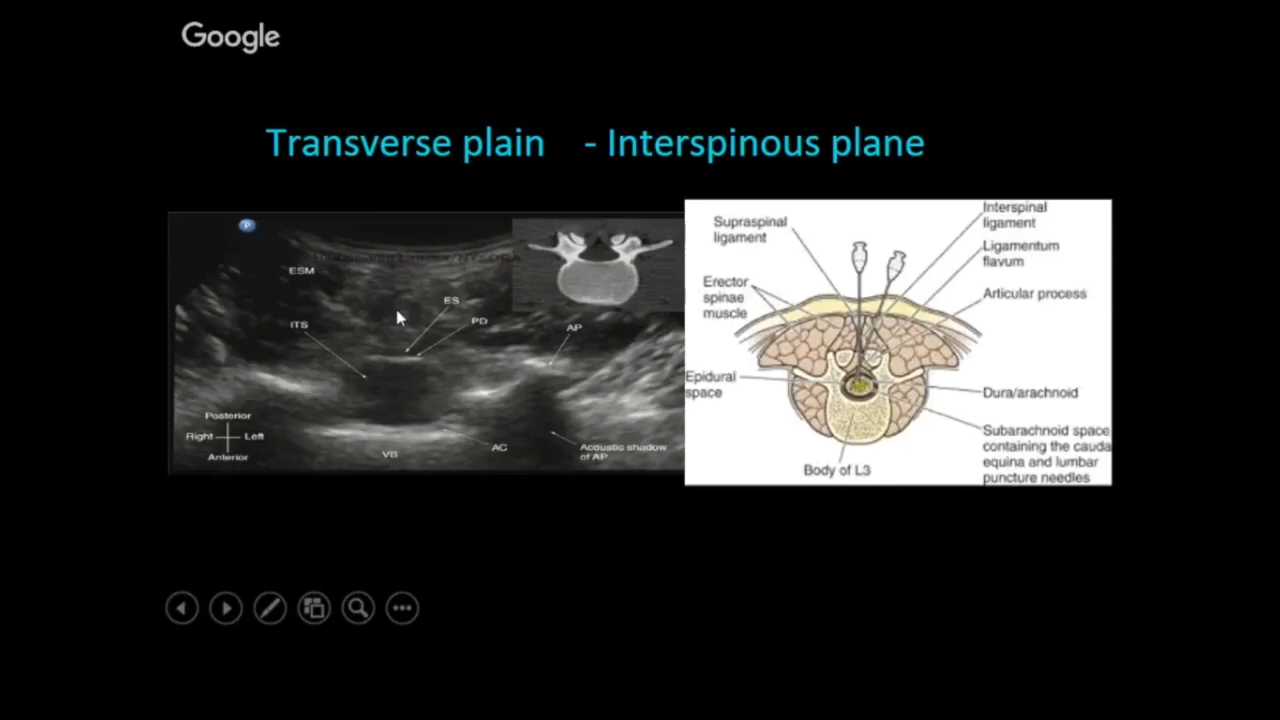 Google
Transverse plain - Interspinous plane
P
ESM
ES
PD
ITS
AP
Posterior
Right
Left
Anterior
VB
AC
Acoustic shadow
of AP
Supraspinal
ligament
Interspinal
ligament
Ligamentum
flavum
Erector
spinae
muscle
Articular process
Epidural
space
Dura/arachnoid
Subarachnoid space
containing the cauda
equina and lumbar
puncture needles
Body of L3